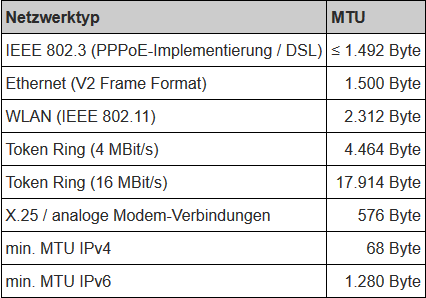 Netzwerktyp MTU
IEEE 802.3 (PPPoE-Implementierung / DSL) ≤ 1.492 Byte
Ethernet (V2 Frame Format) 1.500 Byte
WLAN (IEEE 802.11) 2.312 Byte
Token Ring (4 MBit/s) 4.464 Byte
Token Ring (16 MBit/s) 17.914 Byte
X.25 / analoge Modem-Verbindungen 576 Byte
min. MTU IPv4 68 Byte
min. MTU IPv6 1.280 Byte